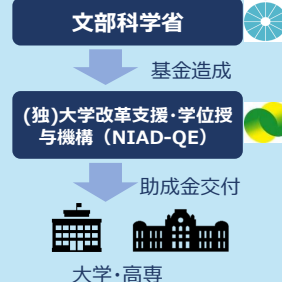 文部科学省
基金造成
(独)大学改革支援･学位授
与機構（NIAD-QE）
助成金交付
大学･高専